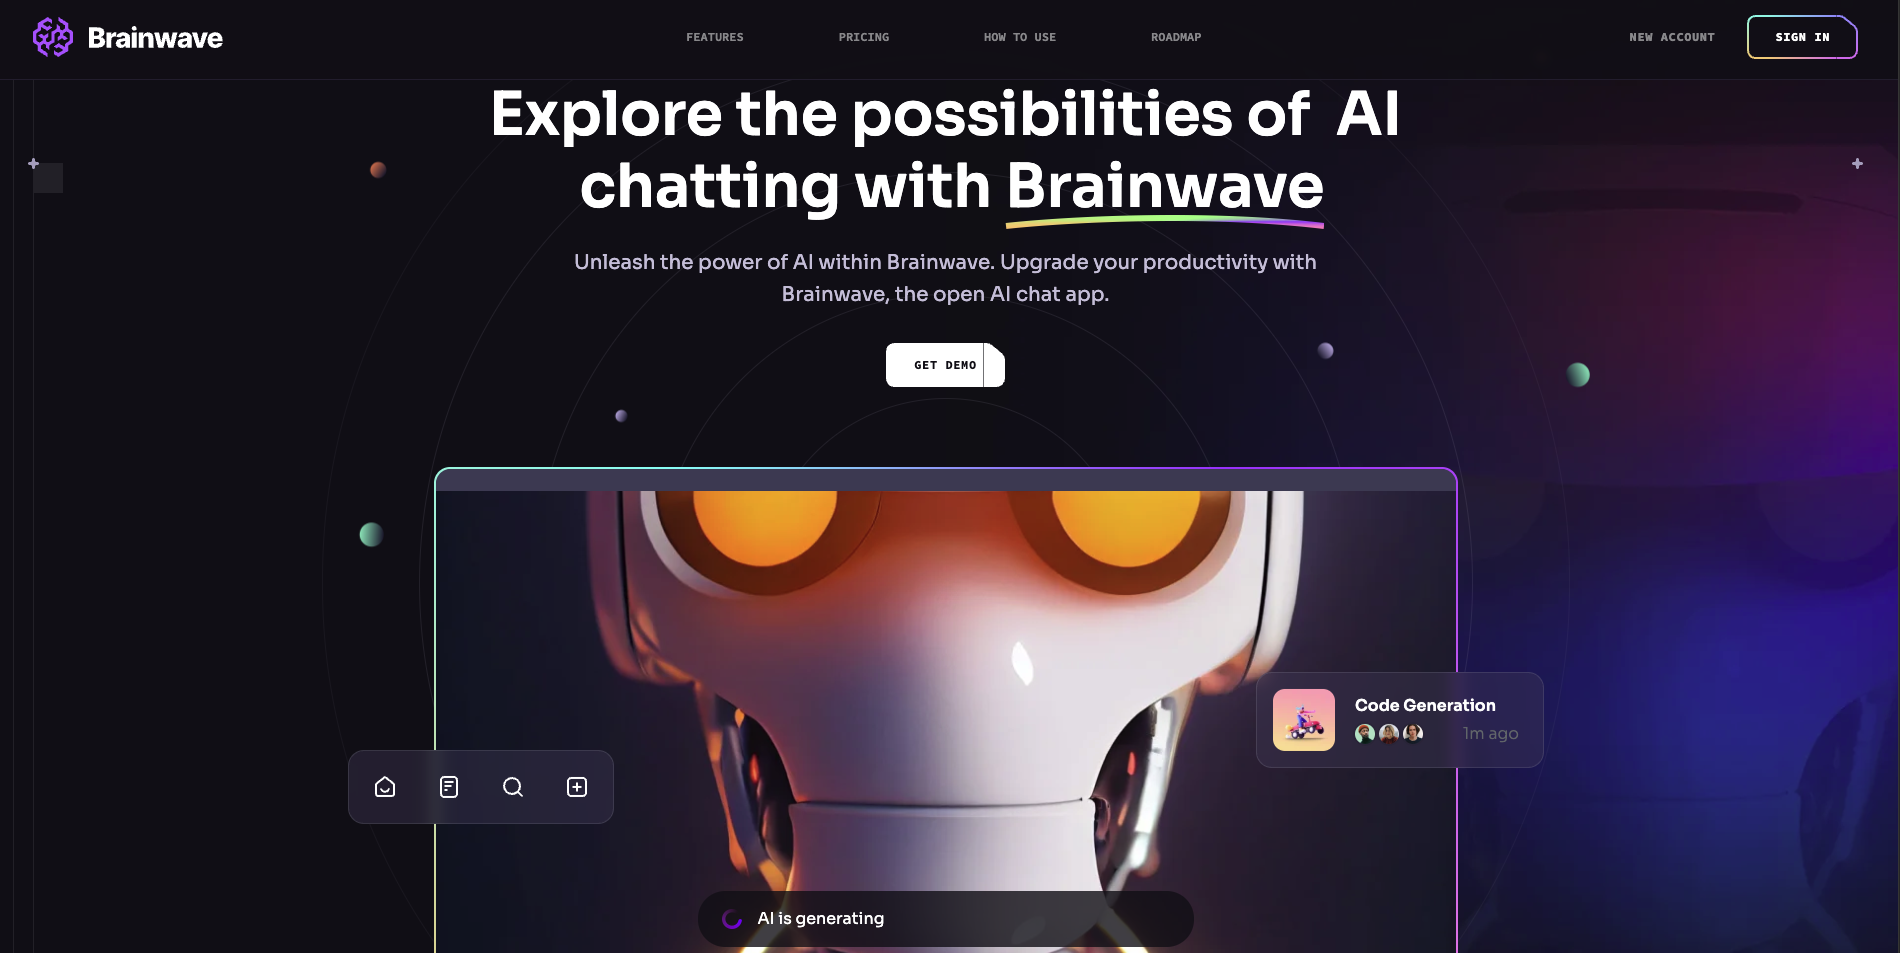 Brainwave
FEATURES
PRICING
HOW TO USE
ROADMAP
NEW ACCOUNT
SIGN IN
Explore the possibilities of AI
chatting with Brainwave
Unleash the power of AI within Brainwave. Upgrade your productivity with
Brainwave, the open AI chat app.
GET DEMO
Code Generation
1m ago
AI is generating